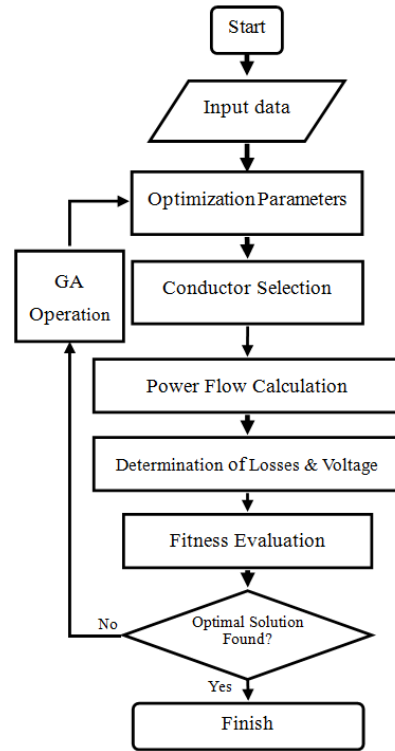 Start
Input data
Optimization Parameters
GA
Operation
Conductor Selection
Power Flow Calculation
Determination of Losses & Voltage
Fitness Evaluation
Optimal Solution
Found?
No
Yes
Finish